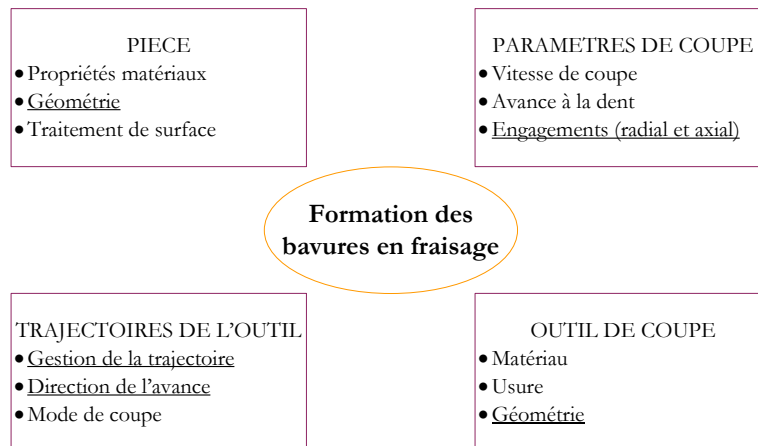 PIECE
• Propriétés matériaux
• Géométrie
• Traitement de surface
PARAMETRES DE COUPE
• Vitesse de coupe
• Avance à la dent
• Engagements (radial et axial)
Formation des
bavures en fraisage
TRAJECTOIRES DE L'OUTIL
• Gestion de la trajectoire
• Direction de l'avance
• Mode de coupe
OUTIL DE COUPE
• Matériau
• Usure
• Géométrie